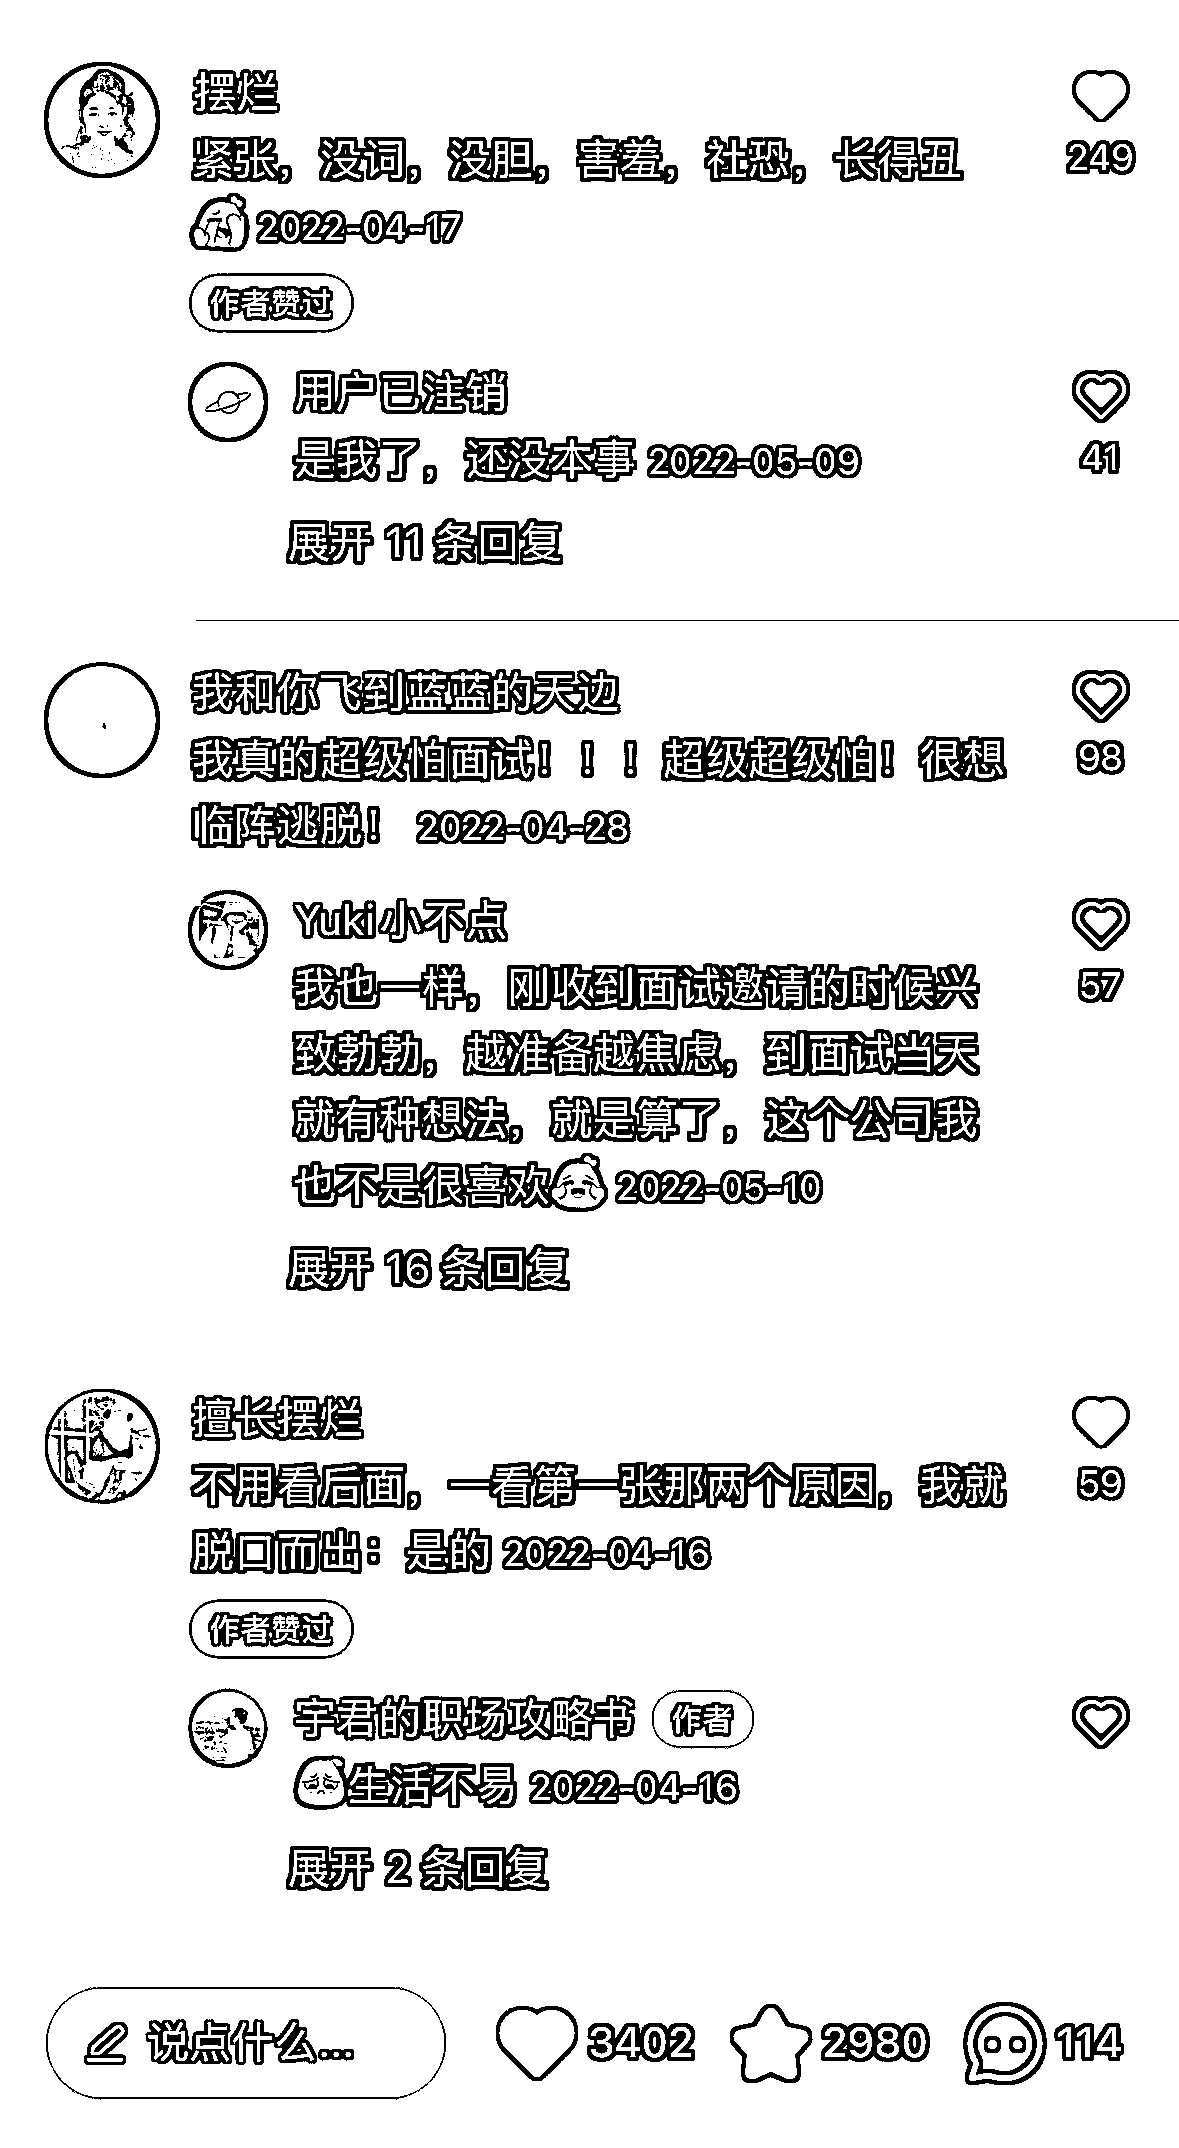 摆烂
249
紧张，没词，没胆，害羞，社恐，长得丑
2022-04-17
作者赞过
用户已注销
是我了，还没本事 2022-05-09
41
展开 11 条回复
我和你飞到蓝蓝的天边
我真的超级怕面试！！！超级超级怕！很想
98
临阵逃脱！ 2022-04-28
Yuki小不点
我也一样，刚收到面试邀请的时候兴
57
致勃勃，越准备越焦虑，到面试当天
就有种想法，就是算了，这个公司我
也不是很喜欢 2022-05-10
展开 16 条回复
擅长摆烂
不用看后面，一看第一张那两个原因，我就
59
脱口而出：是的 2022-04-16
作者赞过
宇君的职场攻略书 作者
生活不易 2022-04-16
展开 2 条回复
说点什么... 3402 2980 114